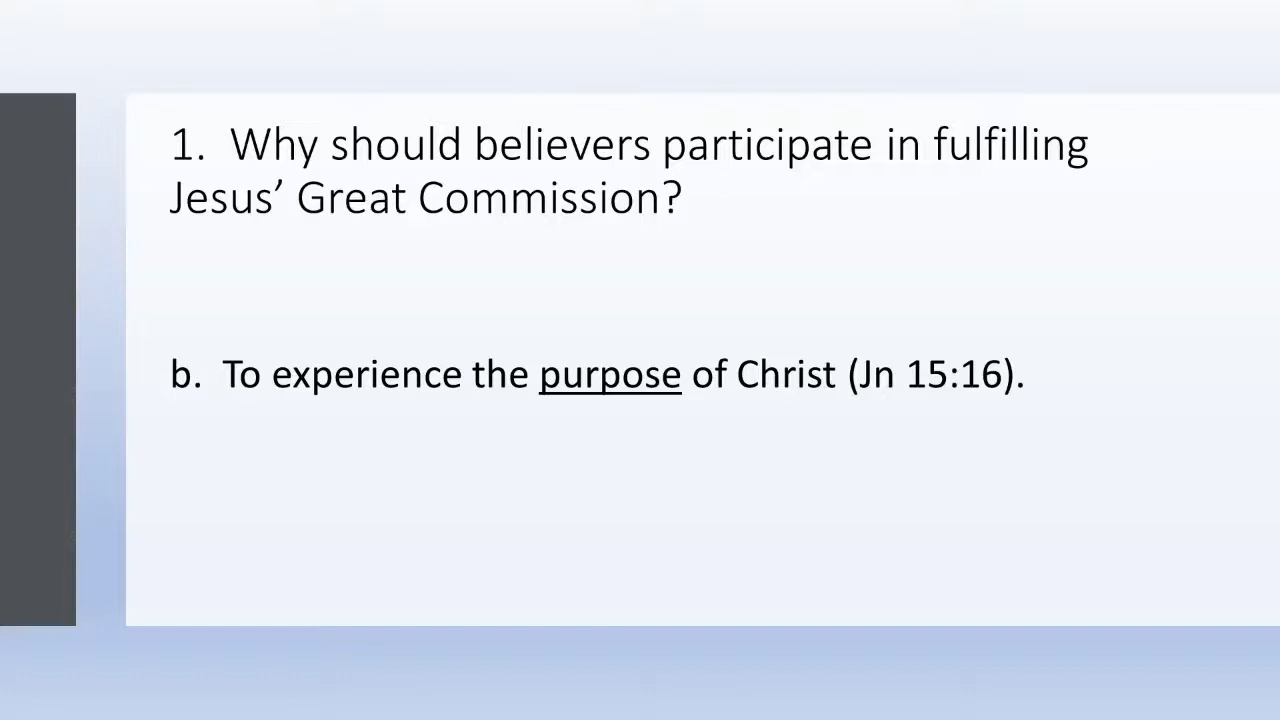 1.  Why should believers participate in fulfilling
Jesus’ Great Commission?
b.  To experience the purpose of Christ (Jn 15:16).